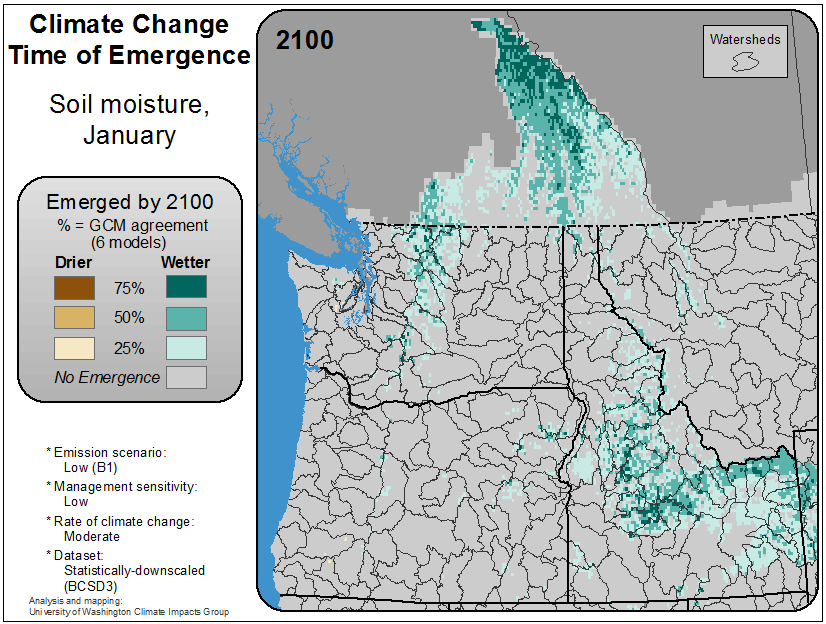 Climate Change
Time of Emergence
Soil moisture,
January
Emerged by 2100
% = GCM agreement
(6 models)
Drier Wetter
75%
50%
25%
No Emergence
* Emission scenario:
Low (B1)
* Management sensitivity:
Low
* Rate of climate change:
Moderate
* Dataset:
Statistically-downscaled
(BCSD3)
Analysis and mapping:
University of Washington Climate Impacts Group
2100
Watersheds